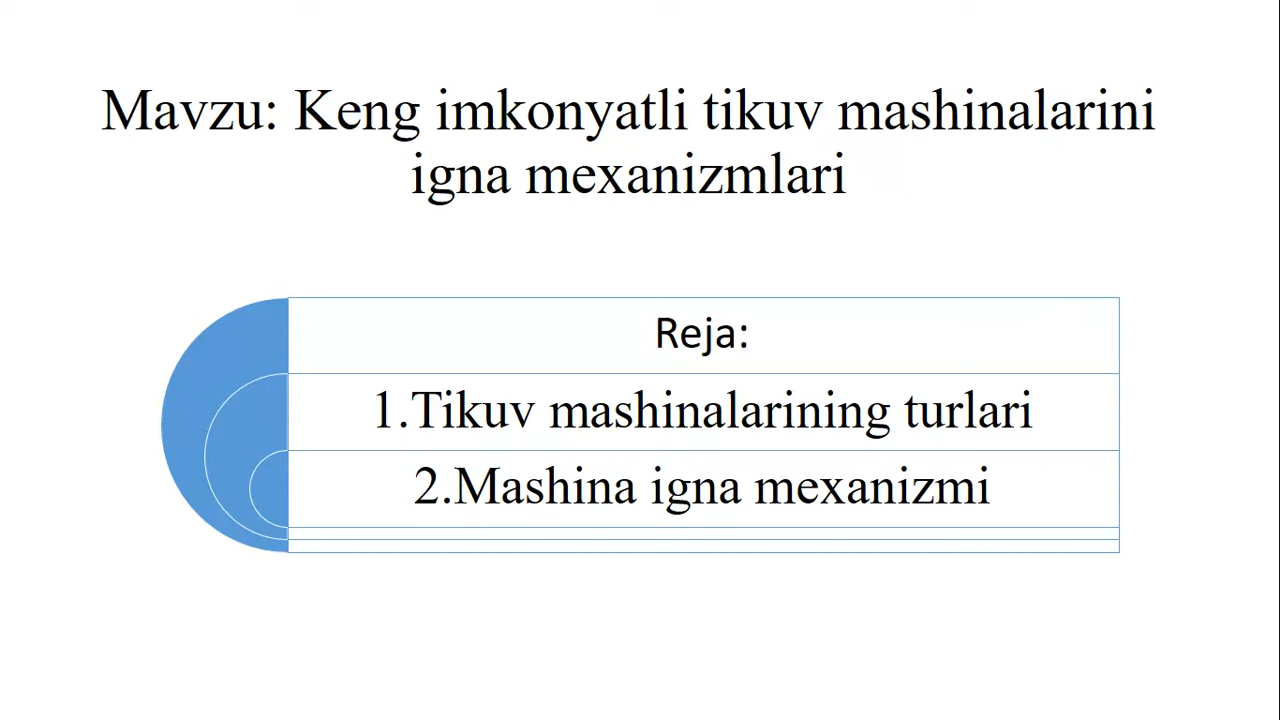 Mavzu: Keng imkonyatli tikuv mashinalarini
igna mexanizmlari
Reja:
1.Tikuv mashinalarining turlari
2.Mashina igna mexanizmi